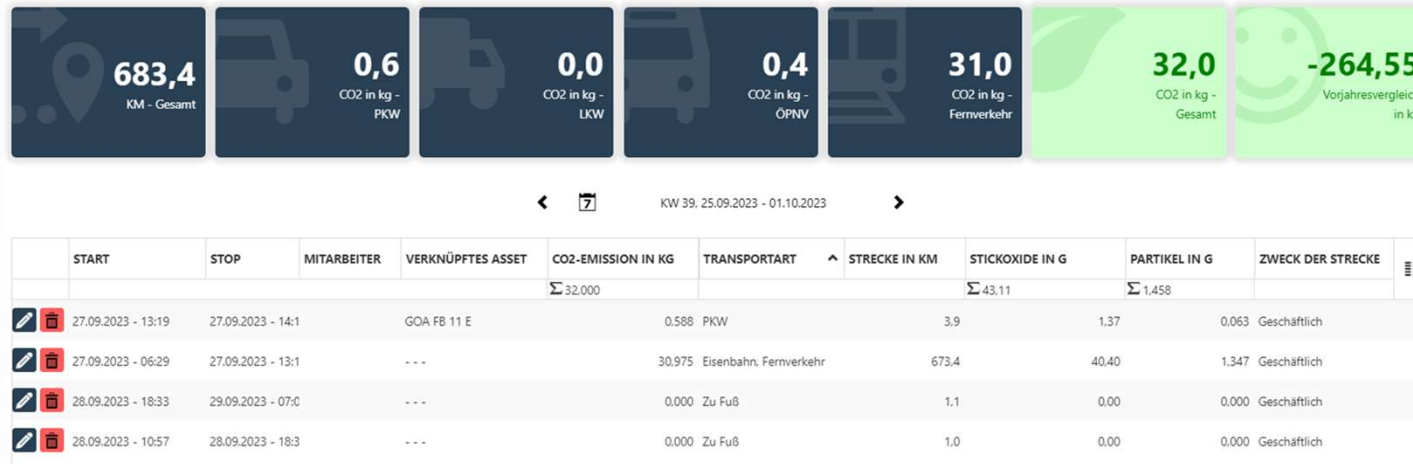 683,4
KM - Gesamt
0,6
CO2 in kg -
PKW
0,0
CO2 in kg -
LKW
0,4
CO2 in kg -
ÖPNV
31,0
CO2 in kg -
Fernverkehr
32,0
CO2 in kg -
Gesamt
-264,55
Vorjahresvergleic
in k
7 KW 39, 25.09.2023 - 01.10.2023
START STOP MITARBEITER VERKNÜPFTES ASSET CO2-EMISSION IN KG TRANSPORTART STRECKE IN KM STICKOXIDE IN G PARTIKEL IN G ZWECK DER STRECKE
Σ 32,000 Σ 43,11 Σ 1,458
27.09.2023 - 13:19 27.09.2023 - 14:1 GOA FB 11 E 0,588 PKW 3,9 1,37 0,063 Geschäftlich
27.09.2023 - 06:29 27.09.2023 - 13:1 - - - 30,975 Eisenbahn, Fernverkehr 673,4 40,40 1,347 Geschäftlich
28.09.2023 - 18:33 29.09.2023 - 07:0 - - - 0,000 Zu Fuß 1,1 0,00 0,000 Geschäftlich
28.09.2023 - 10:57 28.09.2023 - 18:3 - - - 0,000 Zu Fuß 1,0 0,00 0,000 Geschäftlich